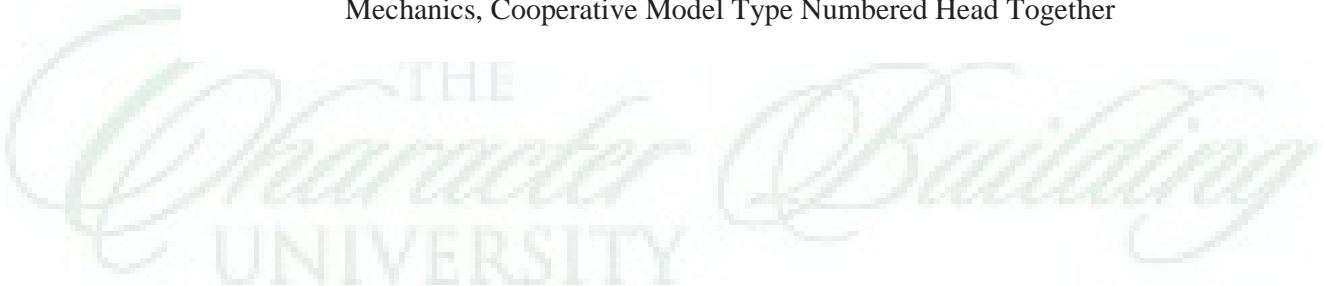 Mechanics, Cooperative Model Type Numbered Head Together
THE
Character Building
UNIVERSITY